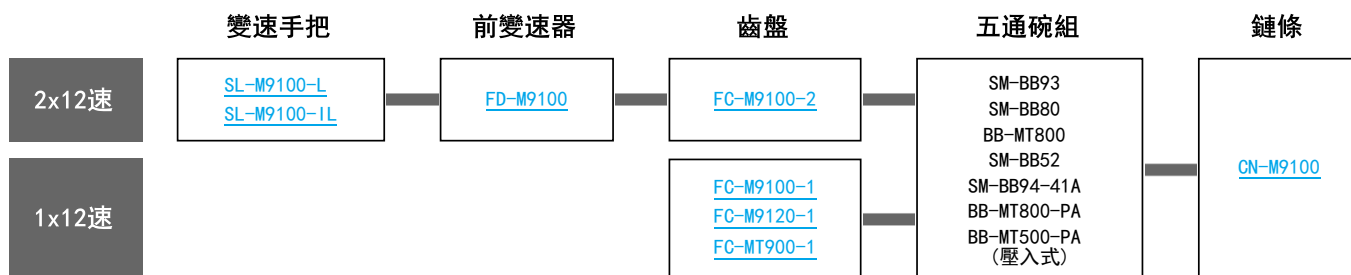 變速手把 前變速器 齒盤 五通碗組 鏈條
2x12速
SL-M9100-L
SL-M9100-IL
FD-M9100
FC-M9100-2
1x12速
FC-M9100-1
FC-M9120-1
FC-MT900-1
SM-BB93
SM-BB80
BB-MT800
SM-BB52
SM-BB94-41A
BB-MT800-PA
BB-MT500-PA
(壓入式)
CN-M9100